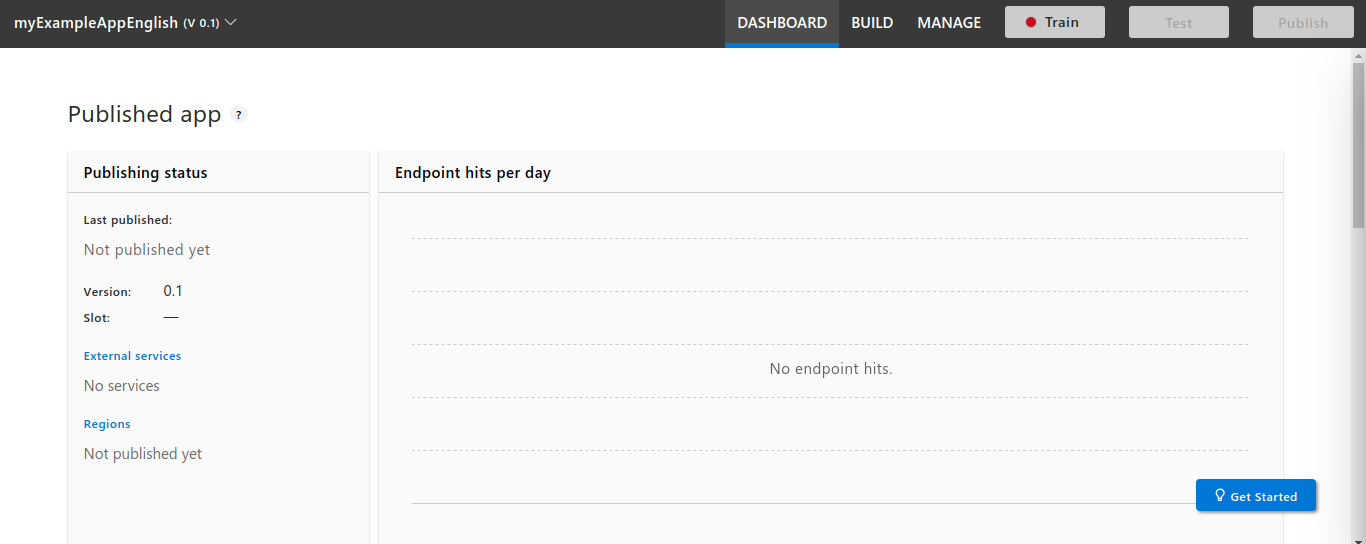 myExampleAppEnglish (V 0.1) DASHBOARD BUILD MANAGE Train Test Publish
Published app ?
Publishing status
Last published:
Not published yet
Version: 0.1
Slot: —
External services
No services
Regions
Not published yet
Endpoint hits per day
No endpoint hits.
Get Started